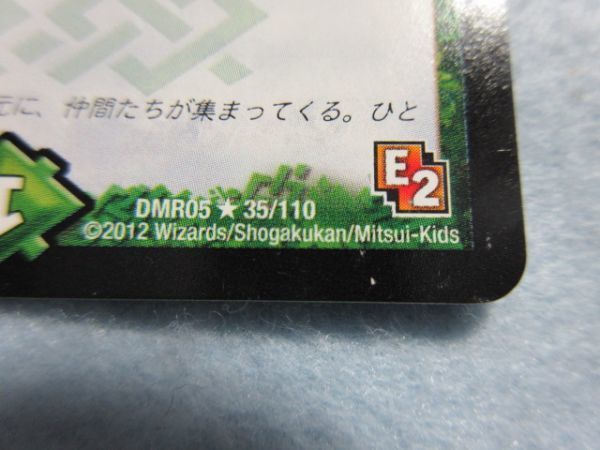 元に、仲間たちが集まってくる。ひと
E2
DMR05 ★ 35/110
©2012 Wizards/Shogakukan/Mitsui-Kids